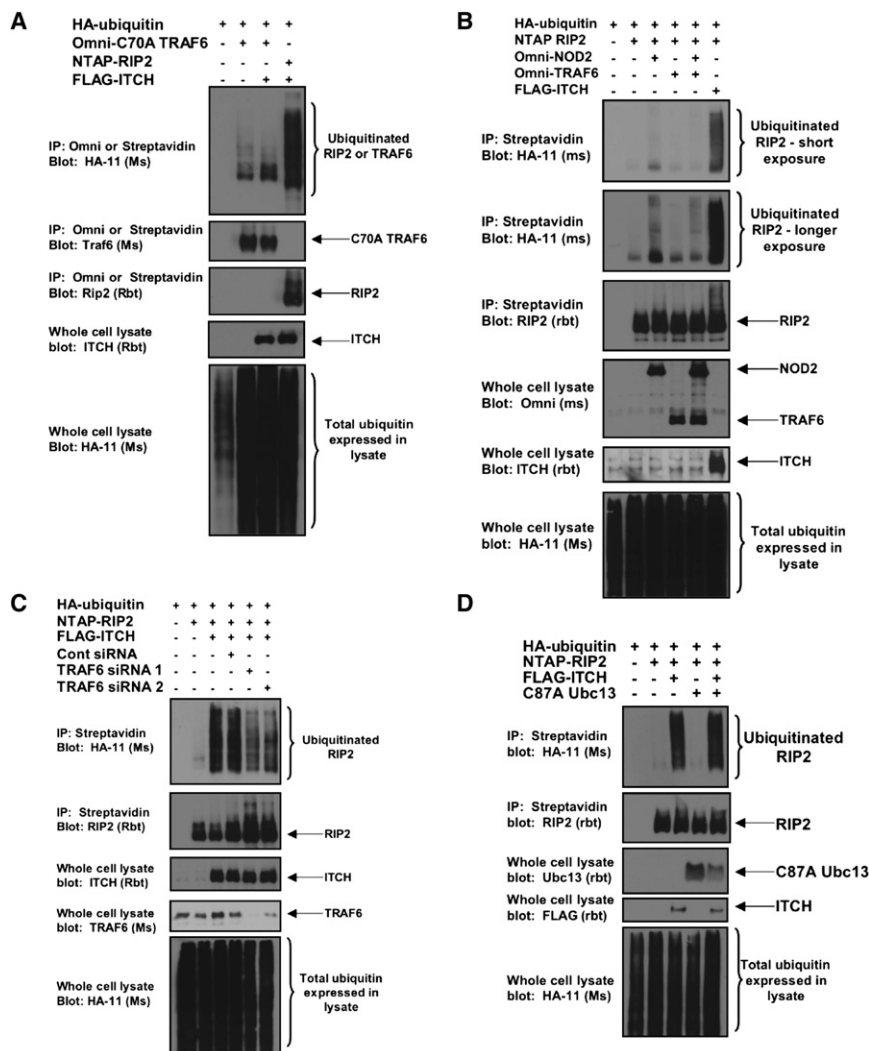 A
HA-ubiquitin + + + +
Omni-C70A TRAF6 - + + -
NTAP-RIP2 - - - +
FLAG-ITCH - - + +
IP: Omni or Streptavidin
Blot: HA-11 (Ms)
Ubiquitinated
RIP2 or TRAF6
IP: Omni or Streptavidin
Blot: Traf6 (Ms)
C70A TRAF6
IP: Omni or Streptavidin
Blot: Rip2 (Rbt)
RIP2
Whole cell lysate
blot: ITCH (Rbt)
ITCH
Whole cell lysate
Blot: HA-11 (Ms)
Total ubiquitin
expressed in
lysate
B
HA-ubiquitin + + + + + +
NTAP RIP2 - + + + + +
Omni-NOD2 - - + - + -
Omni-TRAF6 - - - + + -
FLAG-ITCH - - - - - +
IP: Streptavidin
Blot: HA-11 (ms)
Ubiquitinated
RIP2 - short
exposure
IP: Streptavidin
Blot: HA-11 (ms)
Ubiquitinated
RIP2 - longer
exposure
IP: Streptavidin
Blot: RIP2 (rbt)
RIP2
Whole cell lysate
Blot: Omni (ms)
NOD2
TRAF6
Whole cell lysate
Blot: ITCH (rbt)
ITCH
Whole cell lysate
blot: HA-11 (Ms)
Total ubiquitin
expressed in
lysate
C
HA-ubiquitin + + + + + +
NTAP-RIP2 - + + + + +
FLAG-ITCH - - + + + +
Cont siRNA - - - + - -
TRAF6 siRNA 1 - - - - + -
TRAF6 siRNA 2 - - - - - +
IP: Streptavidin
Blot: HA-11 (Ms)
Ubiquitinated
RIP2
IP: Streptavidin
Blot: RIP2 (Rbt)
RIP2
Whole cell lysate
blot: ITCH (Rbt)
ITCH
Whole cell lysate
blot: TRAF6 (Ms)
TRAF6
Whole cell lysate
Blot: HA-11 (Ms)
Total ubiquitin
expressed in
lysate
D
HA-ubiquitin + + + + +
NTAP-RIP2 - + + + +
FLAG-ITCH - - + - +
C87A Ubc13 - - - + +
IP: Streptavidin
blot: HA-11 (Ms)
Ubiquitinated
RIP2
IP: Streptavidin
blot: RIP2 (rbt)
RIP2
Whole cell lysate
blot: Ubc13 (rbt)
C87A Ubc13
Whole cell lysate
blot: FLAG (rbt)
ITCH
Whole cell lysate
blot: HA-11 (Ms)
Total ubiquitin
expressed in
lysate